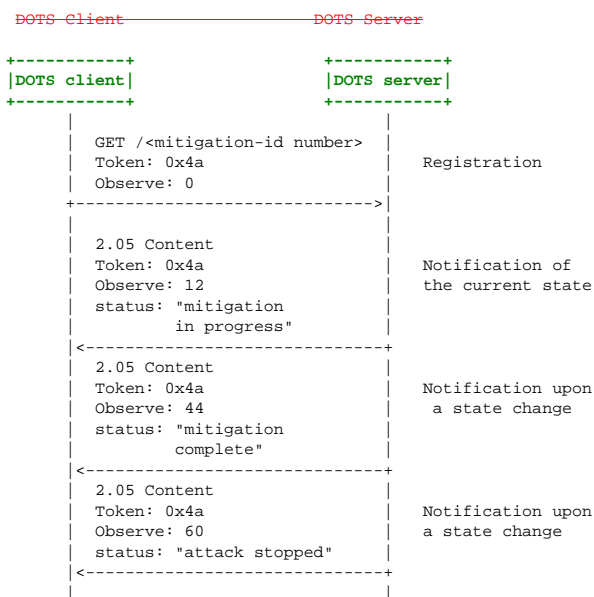 DOTS Client                        DOTS Server
+-----------+                        +-----------+
|DOTS client|                        |DOTS server|
+-----------+                        +-----------+
      |                                |
      |  GET /<mitigation-id number>   |
      |  Token: 0x4a                   |   Registration
      |  Observe: 0                    |
      +------------------------------>|
      |                                |
      |  2.05 Content                  |
      |  Token: 0x4a                   |   Notification of
      |  Observe: 12                   |   the current state
      |  status: "mitigation           |
      |          in progress"          |
      |<------------------------------+
      |  2.05 Content                  |
      |  Token: 0x4a                   |   Notification upon
      |  Observe: 44                   |    a state change
      |  status: "mitigation           |
      |          complete"             |
      |<------------------------------+
      |  2.05 Content                  |
      |  Token: 0x4a                   |   Notification upon
      |  Observe: 60                   |   a state change
      |  status: "attack stopped"      |
      |<------------------------------+
      |                                |